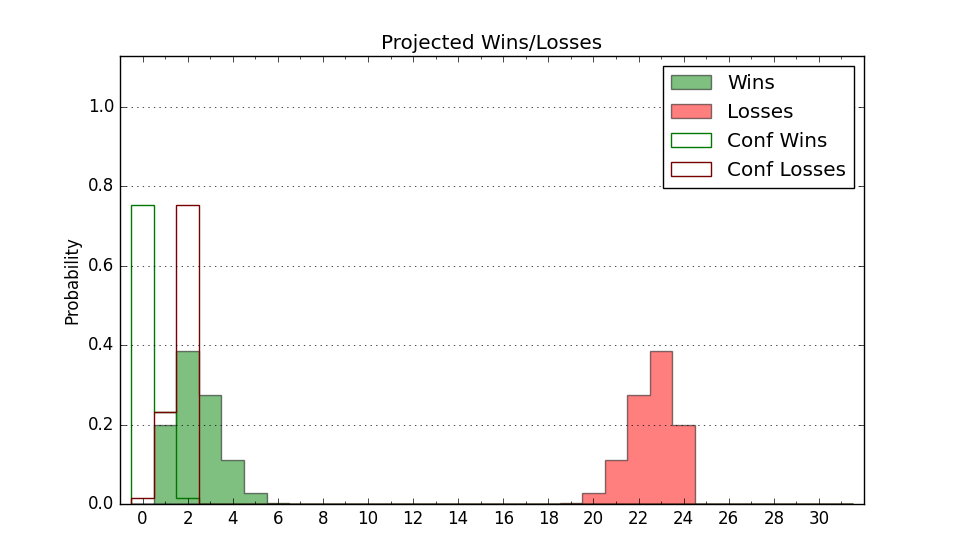 Projected Wins/Losses
Wins
Losses
Conf Wins
Conf Losses
Probability
1.0
0.8
0.6
0.4
0.2
0.0
0 2 4 6 8 10 12 14 16 18 20 22 24 26 28 30